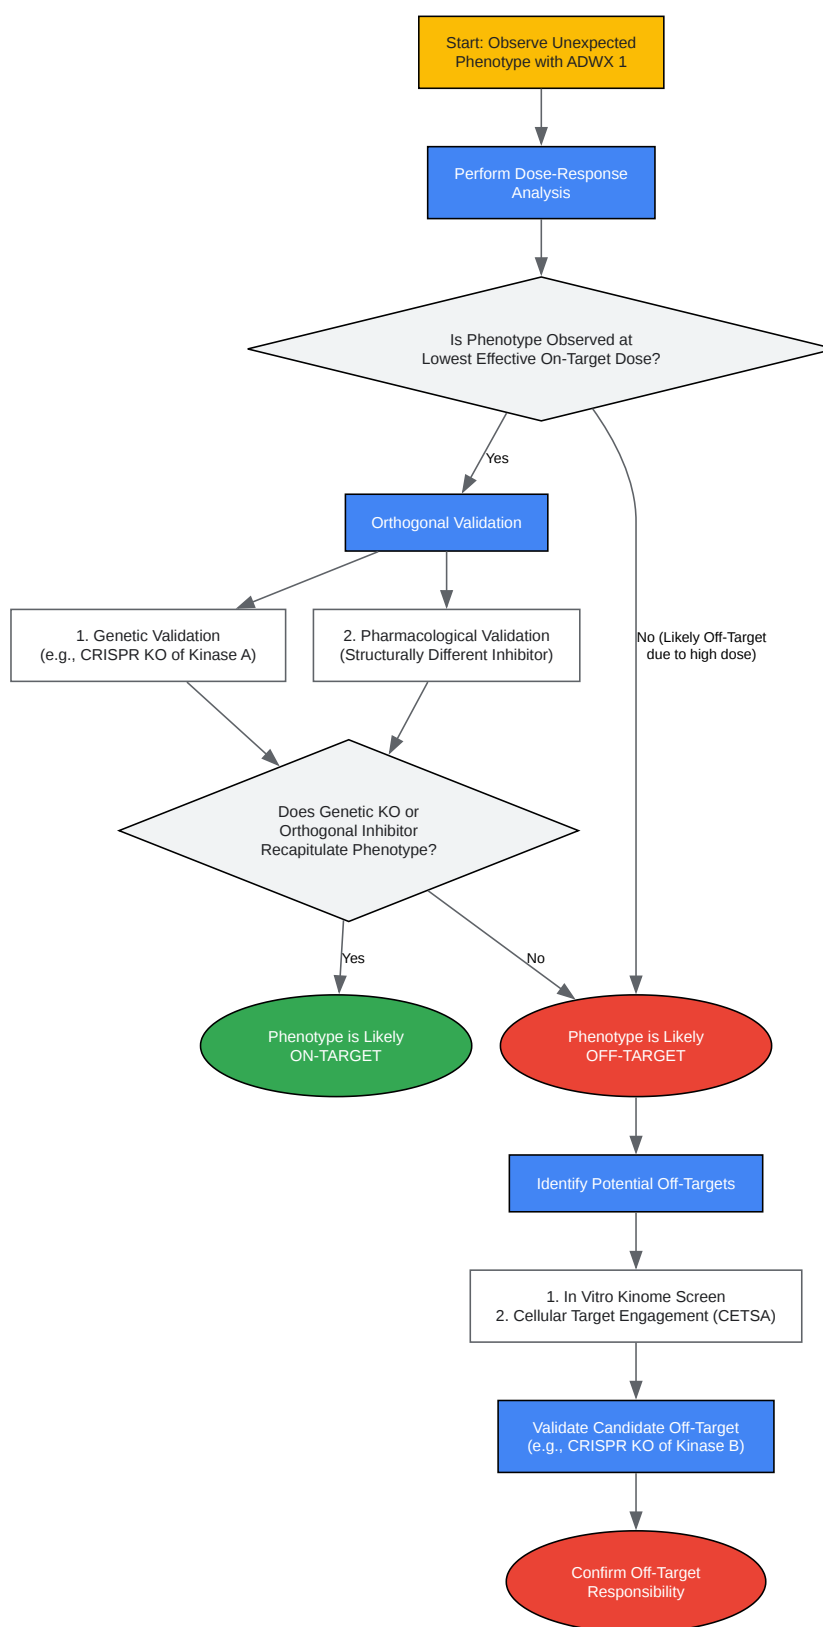 Start: Observe Unexpected
Phenotype with ADWX 1
Perform Dose-Response
Analysis
Is Phenotype Observed at
Lowest Effective On-Target Dose?
Yes
Orthogonal Validation
1. Genetic Validation
(e.g., CRISPR KO of Kinase A)
2. Pharmacological Validation
(Structurally Different Inhibitor)
No (Likely Off-Target
due to high dose)
Does Genetic KO or
Orthogonal Inhibitor
Recapitulate Phenotype?
Yes
No
Phenotype is Likely
ON-TARGET
Phenotype is Likely
OFF-TARGET
Identify Potential Off-Targets
1. In Vitro Kinome Screen
2. Cellular Target Engagement (CETSA)
Validate Candidate Off-Target
(e.g., CRISPR KO of Kinase B)
Confirm Off-Target
Responsibility